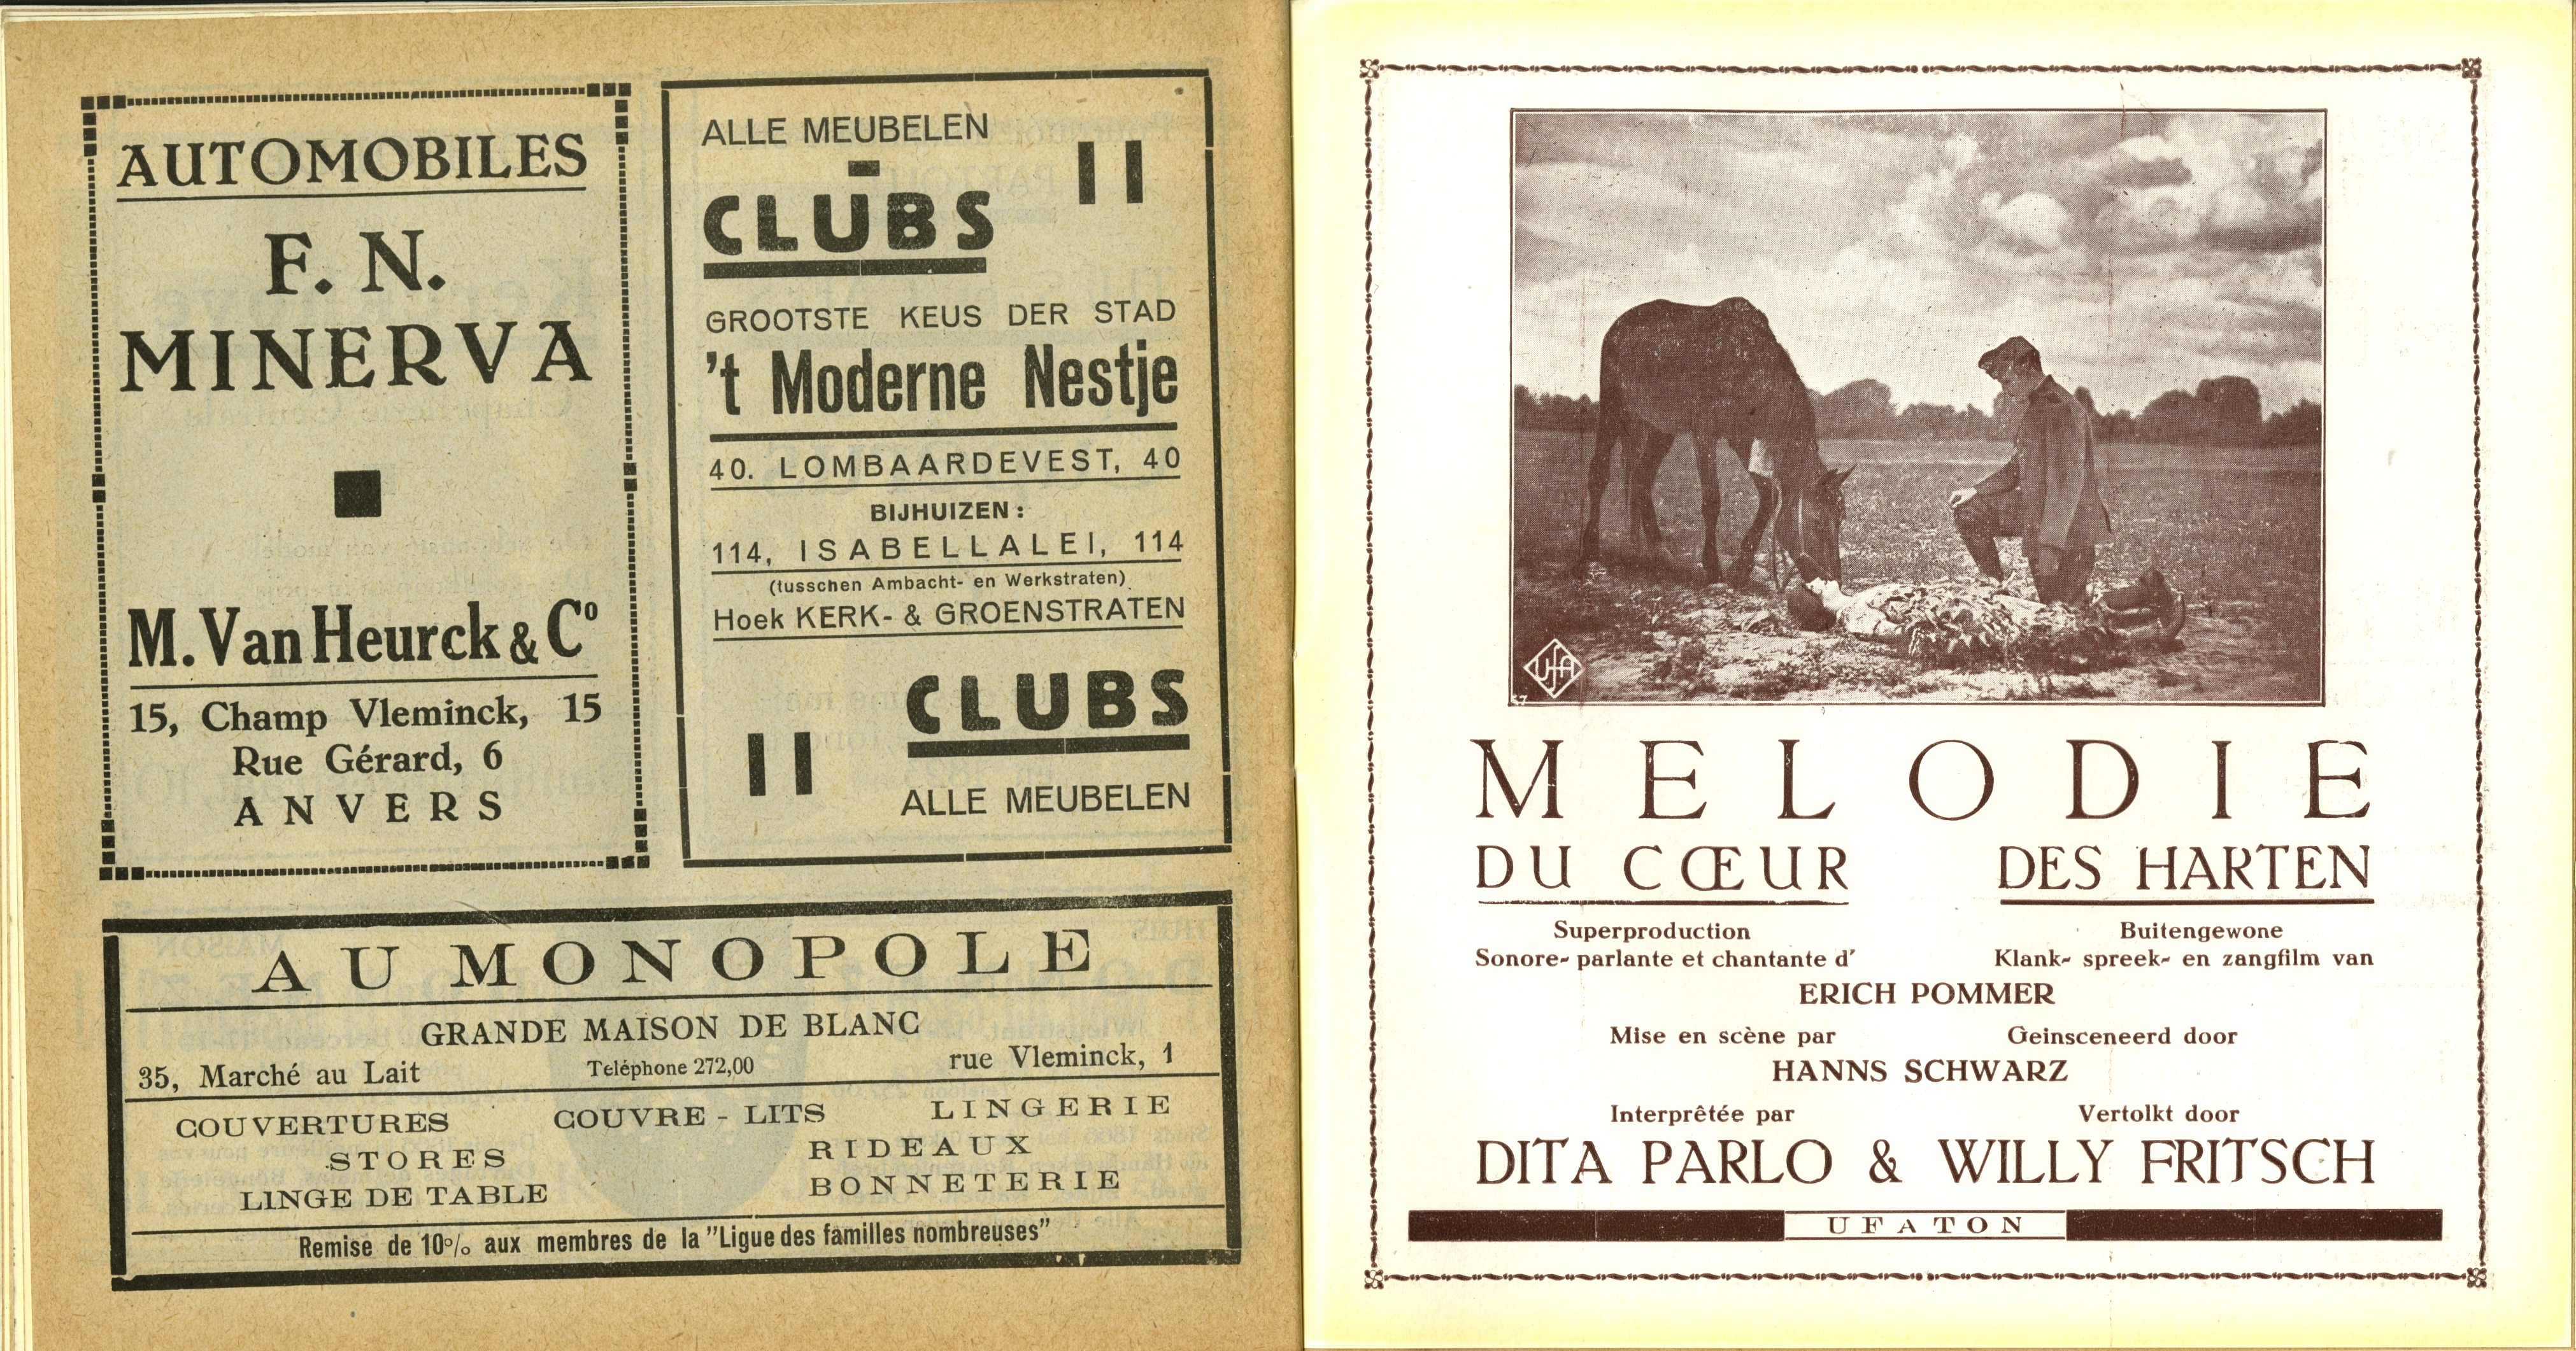 AUTOMOBILES
F. N.
MINERVA
M. Van Heurck & Cº
15, Champ Vleminck, 15
Rue Gérard, 6
ANVERS
ALLE MEUBELEN
CLUBS
GROOTSTE KEUS DER STAD
't Moderne Nestje
40. LOMBAARDEVEST, 40
BIJHUIZEN:
114, ISABELLALEI, 114
(tusschen Ambacht- en Werkstraten)
Hoek KERK- & GROENSTRATEN
CLUBS
ALLE MEUBELEN
AU MONOPOLE
GRANDE MAISON DE BLANC
35, Marché au Lait Teléphone 272,00 rue Vleminck, 1
COUVERTURES COUVRE-LITS LINGERIE
STORES RIDEAUX
LINGE DE TABLE BONNETERIE
Remise de 10% aux membres de la "Ligue des familles nombreuses"
UFA
57
MELODIE
DU CŒUR DES HARTEN
Superproduction Buitengewone
Sonore- parlante et chantante d' Klank- spreek- en zangfilm van
ERICH POMMER
Mise en scène par Geinsceneerd door
HANNS SCHWARZ
Interprêtée par Vertolkt door
DITA PARLO & WILLY FRITSCH
UFATON